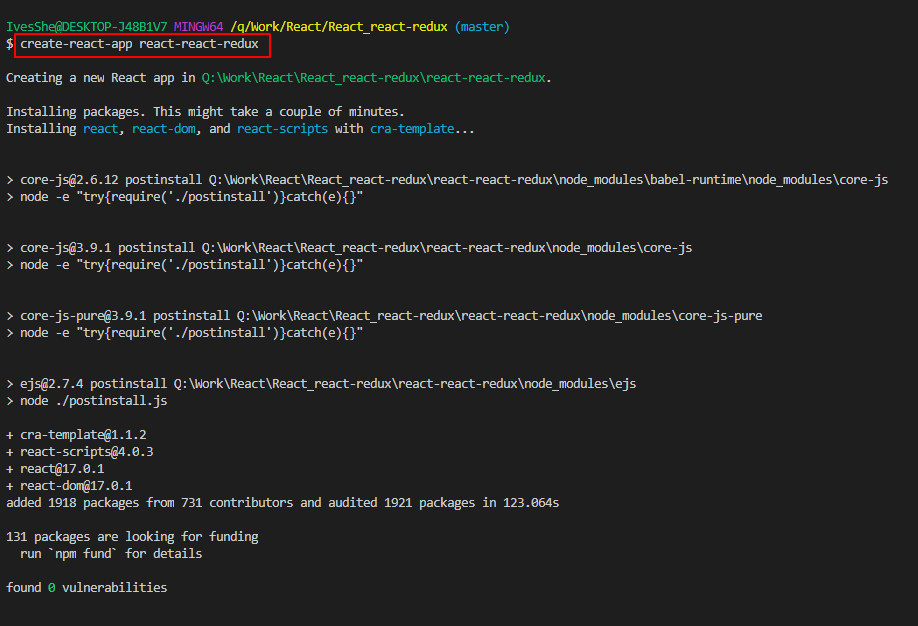 IvesShe@DESKTOP-J48B1V7 MINGW64 /q/Work/React/React_react-redux (master)
$ create-react-app react-react-redux
Creating a new React app in Q:\Work\React\React_react-redux\react-react-redux.
Installing packages. This might take a couple of minutes.
Installing react, react-dom, and react-scripts with cra-template...
> core-js@2.6.12 postinstall Q:\Work\React\React_react-redux\react-react-redux\node_modules\babel-runtime\node_modules\core-js
> node -e "try{require('./postinstall')}catch(e){}"
> core-js@3.9.1 postinstall Q:\Work\React\React_react-redux\react-react-redux\node_modules\core-js
> node -e "try{require('./postinstall')}catch(e){}"
> core-js-pure@3.9.1 postinstall Q:\Work\React\React_react-redux\react-react-redux\node_modules\core-js-pure
> node -e "try{require('./postinstall')}catch(e){}"
> ejs@2.7.4 postinstall Q:\Work\React\React_react-redux\react-react-redux\node_modules\ejs
> node ./postinstall.js
+ cra-template@1.1.2
+ react-scripts@4.0.3
+ react@17.0.1
+ react-dom@17.0.1
added 1918 packages from 731 contributors and audited 1921 packages in 123.064s
131 packages are looking for funding
run `npm fund` for details
found 0 vulnerabilities